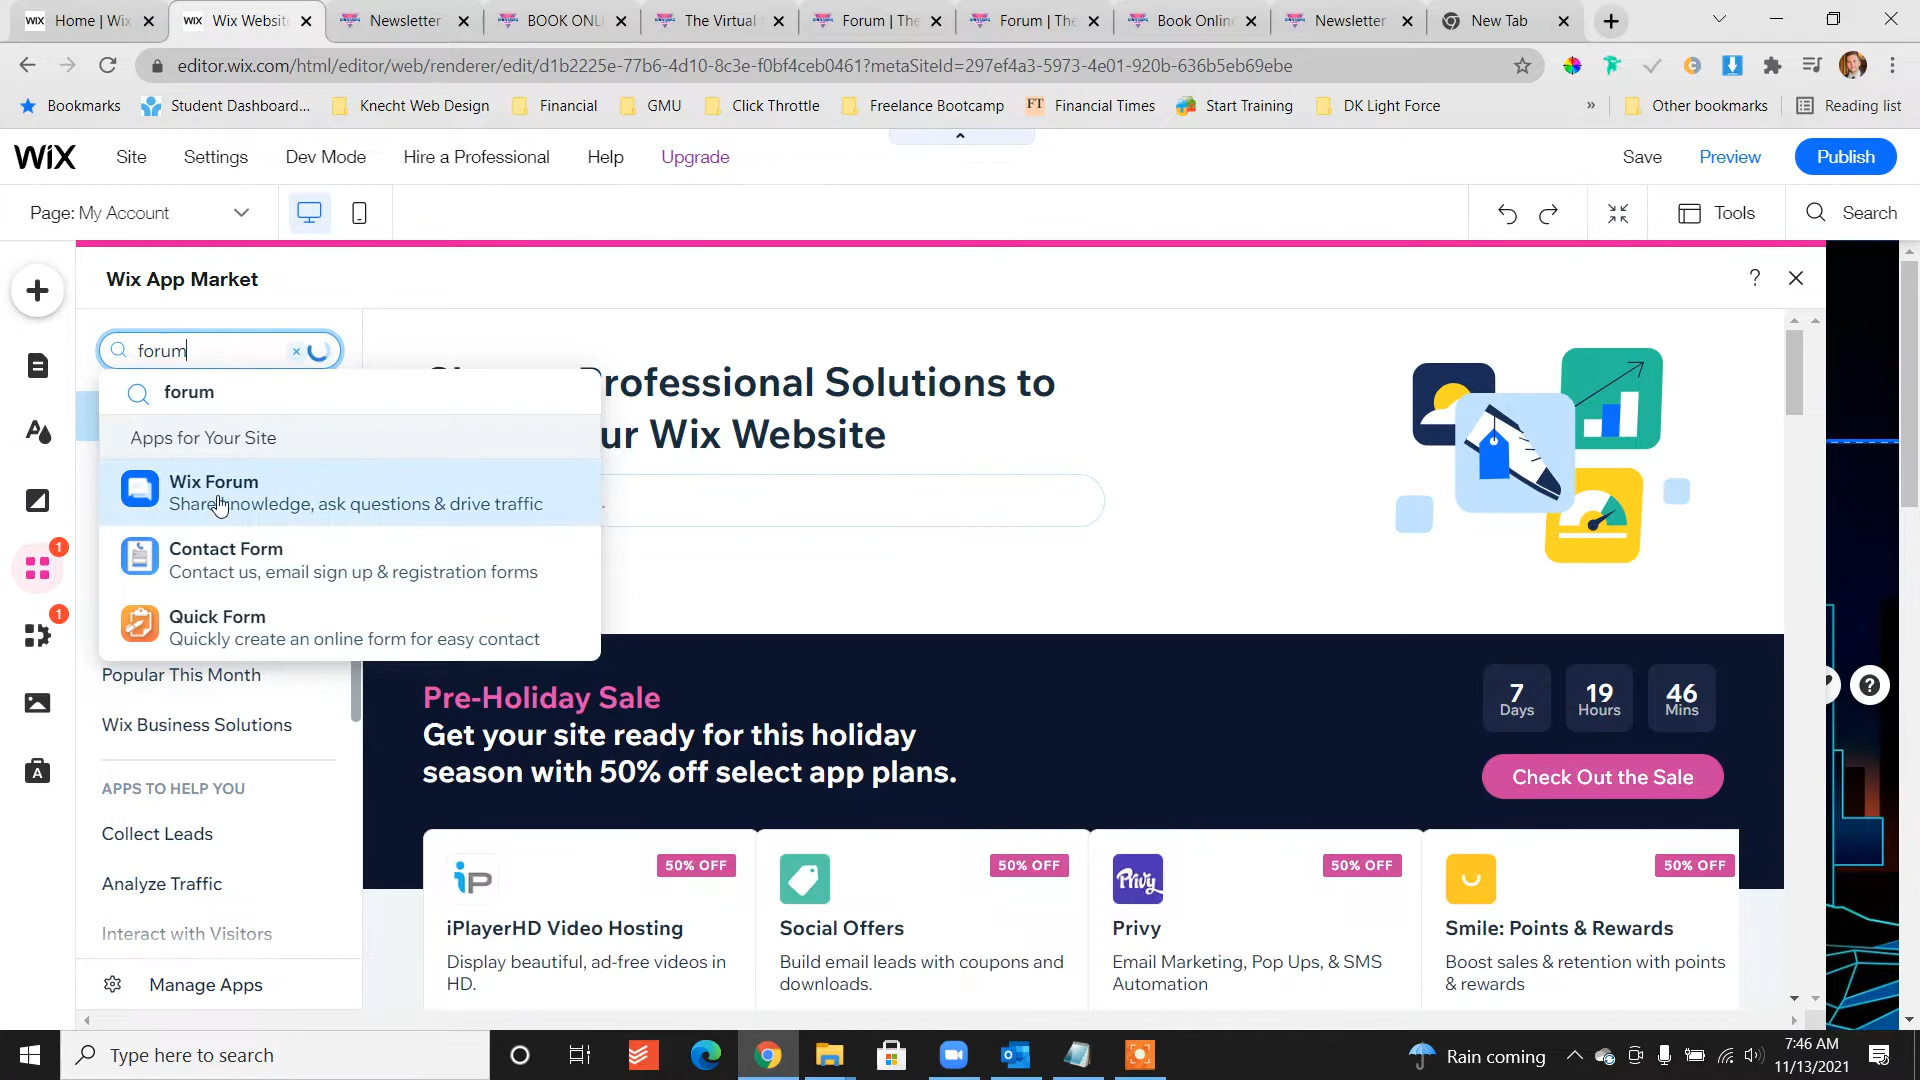 Home | Wix
Wix Website
Newsletter
BOOK ONL
The Virtual
Forum | The
Forum | The
Book Online
Newsletter
New Tab
editor.wix.com/html/editor/web/renderer/edit/d1b2225e-77b6-4d10-8c3e-f0bf4ceb0461?metaSiteId=297ef4a3-5973-4e01-920b-636b5eb69ebe
Bookmarks
Student Dashboard...
Knecht Web Design
Financial
GMU
Click Throttle
Freelance Bootcamp
FT Financial Times
Start Training
DK Light Force
»
Other bookmarks
Reading list
WiX
Site
Settings
Dev Mode
Hire a Professional
Help
Upgrade
Save
Preview
Publish
Page: My Account
Tools
Search
Wix App Market
?
forum
forum
Apps for Your Site
Wix Forum
Share knowledge, ask questions & drive traffic
Contact Form
Contact us, email sign up & registration forms
Quick Form
Quickly create an online form for easy contact
1
1
A
Popular This Month
Wix Business Solutions
APPS TO HELP YOU
Collect Leads
Analyze Traffic
Interact with Visitors
Manage Apps
rofessional Solutions to
ur Wix Website
Pre-Holiday Sale
Get your site ready for this holiday
season with 50% off select app plans.
7 Days
19 Hours
46 Mins
Check Out the Sale
?
iP
50% OFF
iPlayerHD Video Hosting
Display beautiful, ad-free videos in
HD.
50% OFF
Social Offers
Build email leads with coupons and
downloads.
Privy
50% OFF
Privy
Email Marketing, Pop Ups, & SMS
Automation
50% OFF
Smile: Points & Rewards
Boost sales & retention with points
& rewards
Type here to search
Rain coming
7:46 AM
11/13/2021